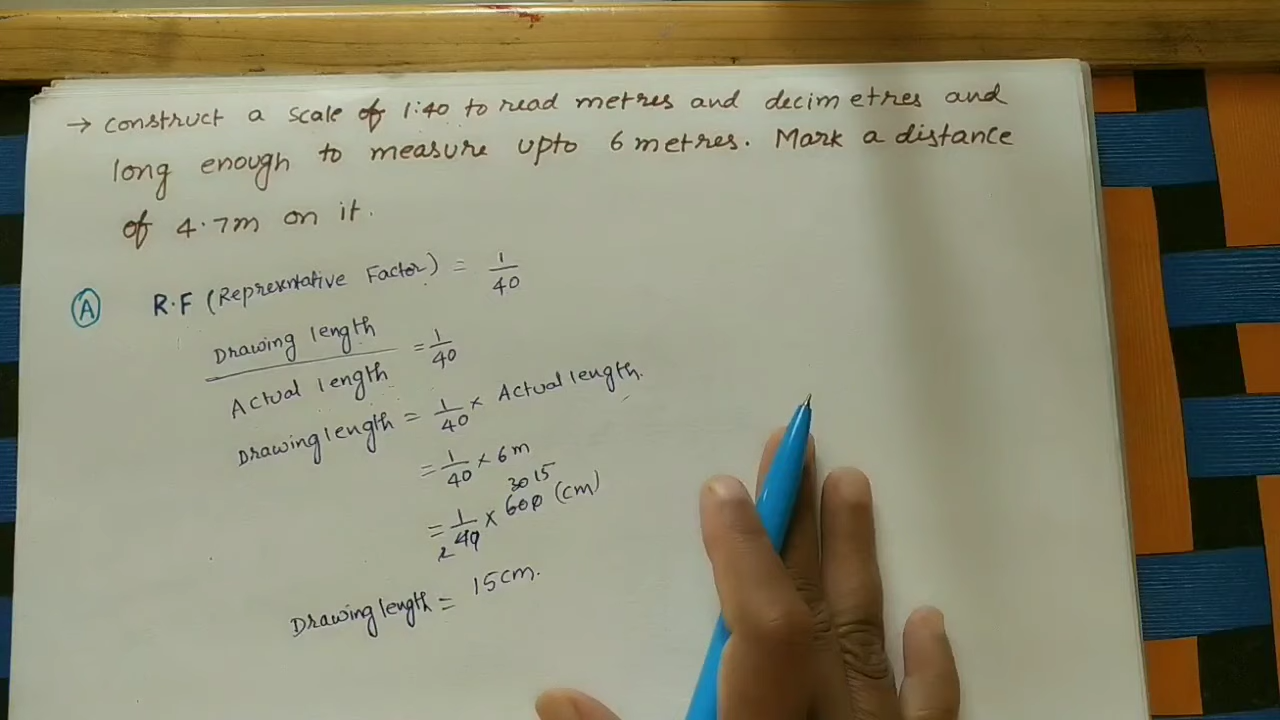 → construct a scale of 1:40 to read metres and decimetres and
long enough to measure upto 6 metres. Mark a distance
of 4.7m on it.
A R.F (Representative Factor) = 1/40
Drawing length / Actual length = 1/40
Drawing length = 1/40 × Actual length.
= 1/40 × 6m
30 15
= 1/40 × 600 (cm)
2
Drawing length = 15cm.